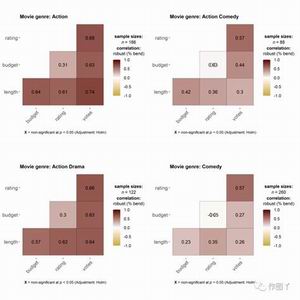 Movie genre: Action
rating
budget
length
0.68
0.31
0.63
0.64
0.61
0.74
budget
rating
votes
sample sizes:
n = 186
correlation:
robust (% bend)
1.0
0.5
0.0
-0.5
-1.0
X = non-significant at p < 0.05 (Adjustment: Holm)
Movie genre: Action Comedy
rating
budget
length
0.57
0.44
0.42
0.36
0.3
budget
rating
votes
sample sizes:
correlation:
robust (% bend)
1.0
0.5
0.0
-0.5
-1.0
X = non-significant at p < 0.05 (Adjustment: Holm)
Movie genre: Action Drama
rating
budget
length
0.66
0.3
0.63
0.57
0.62
0.64
budget
rating
votes
sample sizes:
n = 122
correlation:
robust (% bend)
1.0
0.5
0.0
-0.5
-1.0
X = non-significant at p < 0.05 (Adjustment: Holm)
Movie genre: Comedy
rating
budget
length
0.57
0.27
0.23
0.35
0.26
budget
rating
votes
sample sizes:
n = 260
correlation:
robust (% bend)
1.0
0.5
0.0
-0.5
-1.0
X = non-significant at p < 0.05 (Adjustment: Holm)
作图丫